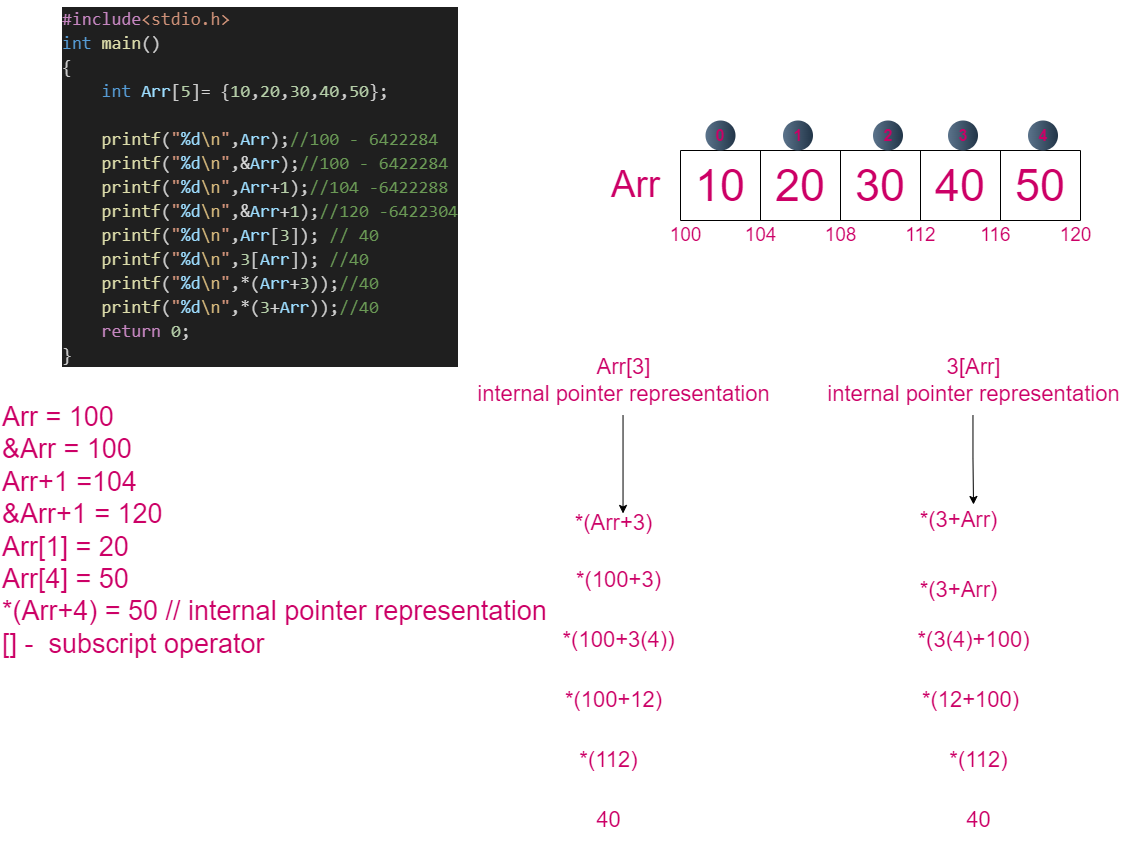 #include<stdio.h>
int main()
{
    int Arr[5]= {10,20,30,40,50};

    printf("%d\n",Arr);//100 - 6422284
    printf("%d\n",&Arr);//100 - 6422284
    printf("%d\n",Arr+1);//104 -6422288
    printf("%d\n",&Arr+1);//120 -6422304
    printf("%d\n",Arr[3]); // 40
    printf("%d\n",3[Arr]); //40
    printf("%d\n",*(Arr+3));//40
    printf("%d\n",*(3+Arr));//40
    return 0;
}
0 1 2 3 4
Arr 10 20 30 40 50
100 104 108 112 116 120
Arr = 100
&Arr = 100
Arr+1 =104
&Arr+1 = 120
Arr[1] = 20
Arr[4] = 50
*(Arr+4) = 50 // internal pointer representation
[] -  subscript operator
Arr[3]
internal pointer representation
*(Arr+3)
*(100+3)
*(100+3(4))
*(100+12)
*(112)
40
3[Arr]
internal pointer representation
*(3+Arr)
*(3+Arr)
*(3(4)+100)
*(12+100)
*(112)
40